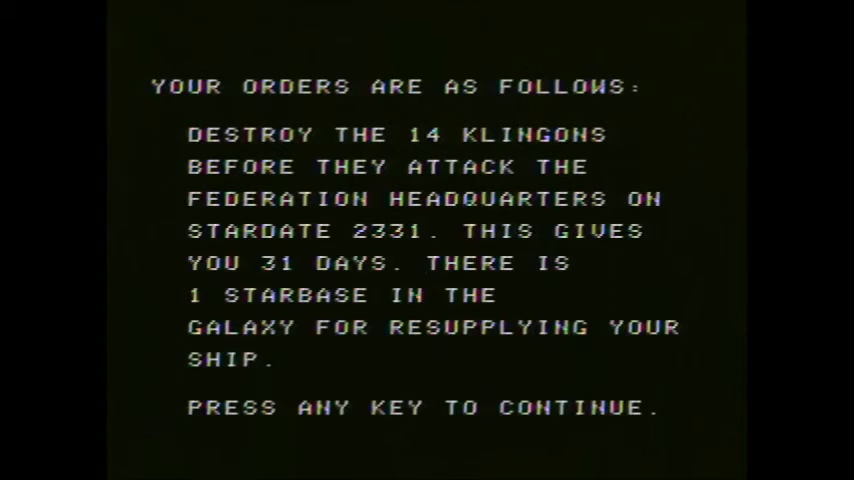 YOUR ORDERS ARE AS FOLLOWS:
DESTROY THE 14 KLINGONS
BEFORE THEY ATTACK THE
FEDERATION HEADQUARTERS ON
STARDATE 2331. THIS GIVES
YOU 31 DAYS. THERE IS
1 STARBASE IN THE
GALAXY FOR RESUPPLYING YOUR
SHIP.
PRESS ANY KEY TO CONTINUE.